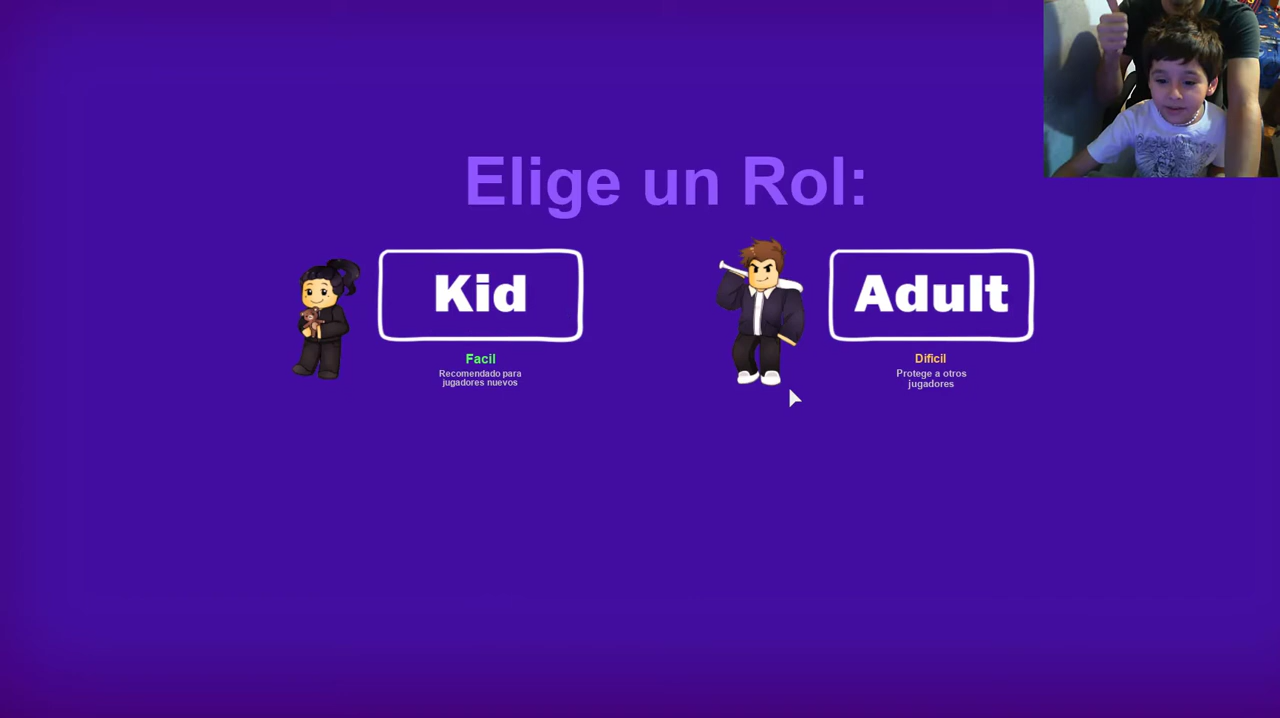 Elige un Rol:
Kid
Adult
Facil
Recomendado para
jugadores nuevos
Dificil
Protege a otros
jugadores